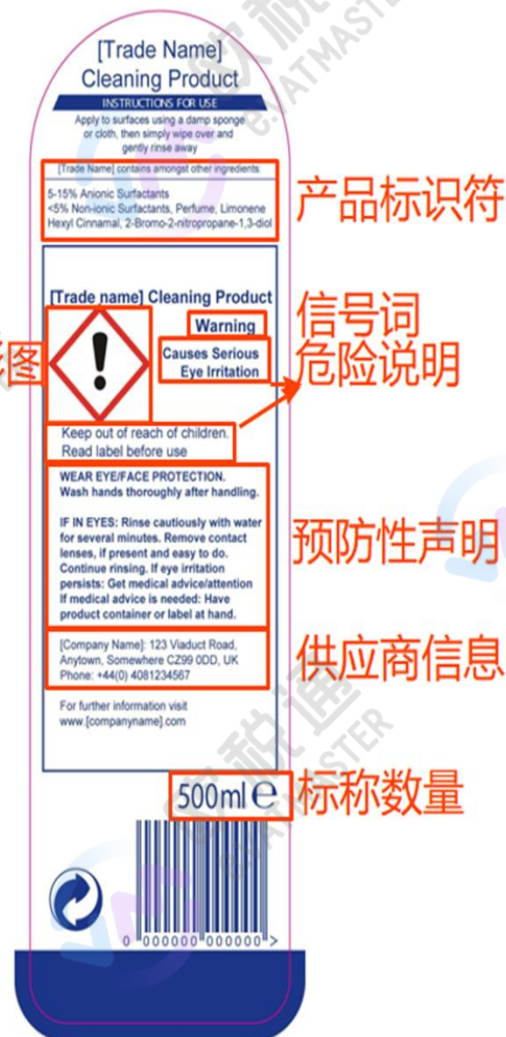 [Trade Name]
Cleaning Product
INSTRUCTIONS FOR USE
Apply to surfaces using a damp sponge
or cloth, then simply wipe over and
gently rinse away
[Trade Name] contains amongst other ingredients:
5-15% Anionic Surfactants
<5% Non-ionic Surfactants, Perfume, Limonene
Hexyl Cinnamal, 2-Bromo-2-nitropropane-1,3-diol
产品标识符
[Trade name] Cleaning Product
Warning
信号词
Causes Serious
Eye Irritation
危险说明
图
Keep out of reach of children.
Read label before use
WEAR EYE/FACE PROTECTION.
Wash hands thoroughly after handling.
IF IN EYES: Rinse cautiously with water
for several minutes. Remove contact
lenses, if present and easy to do.
Continue rinsing. If eye irritation
persists: Get medical advice/attention
If medical advice is needed: Have
product container or label at hand.
预防性声明
[Company Name]: 123 Viaduct Road,
Anytown, Somewhere CZ99 0DD, UK
Phone: +44(0) 4081234567
供应商信息
For further information visit
www.[companyname].com
500ml e
标称数量
0 000000 000000 >
欧税通
eVATMASTER